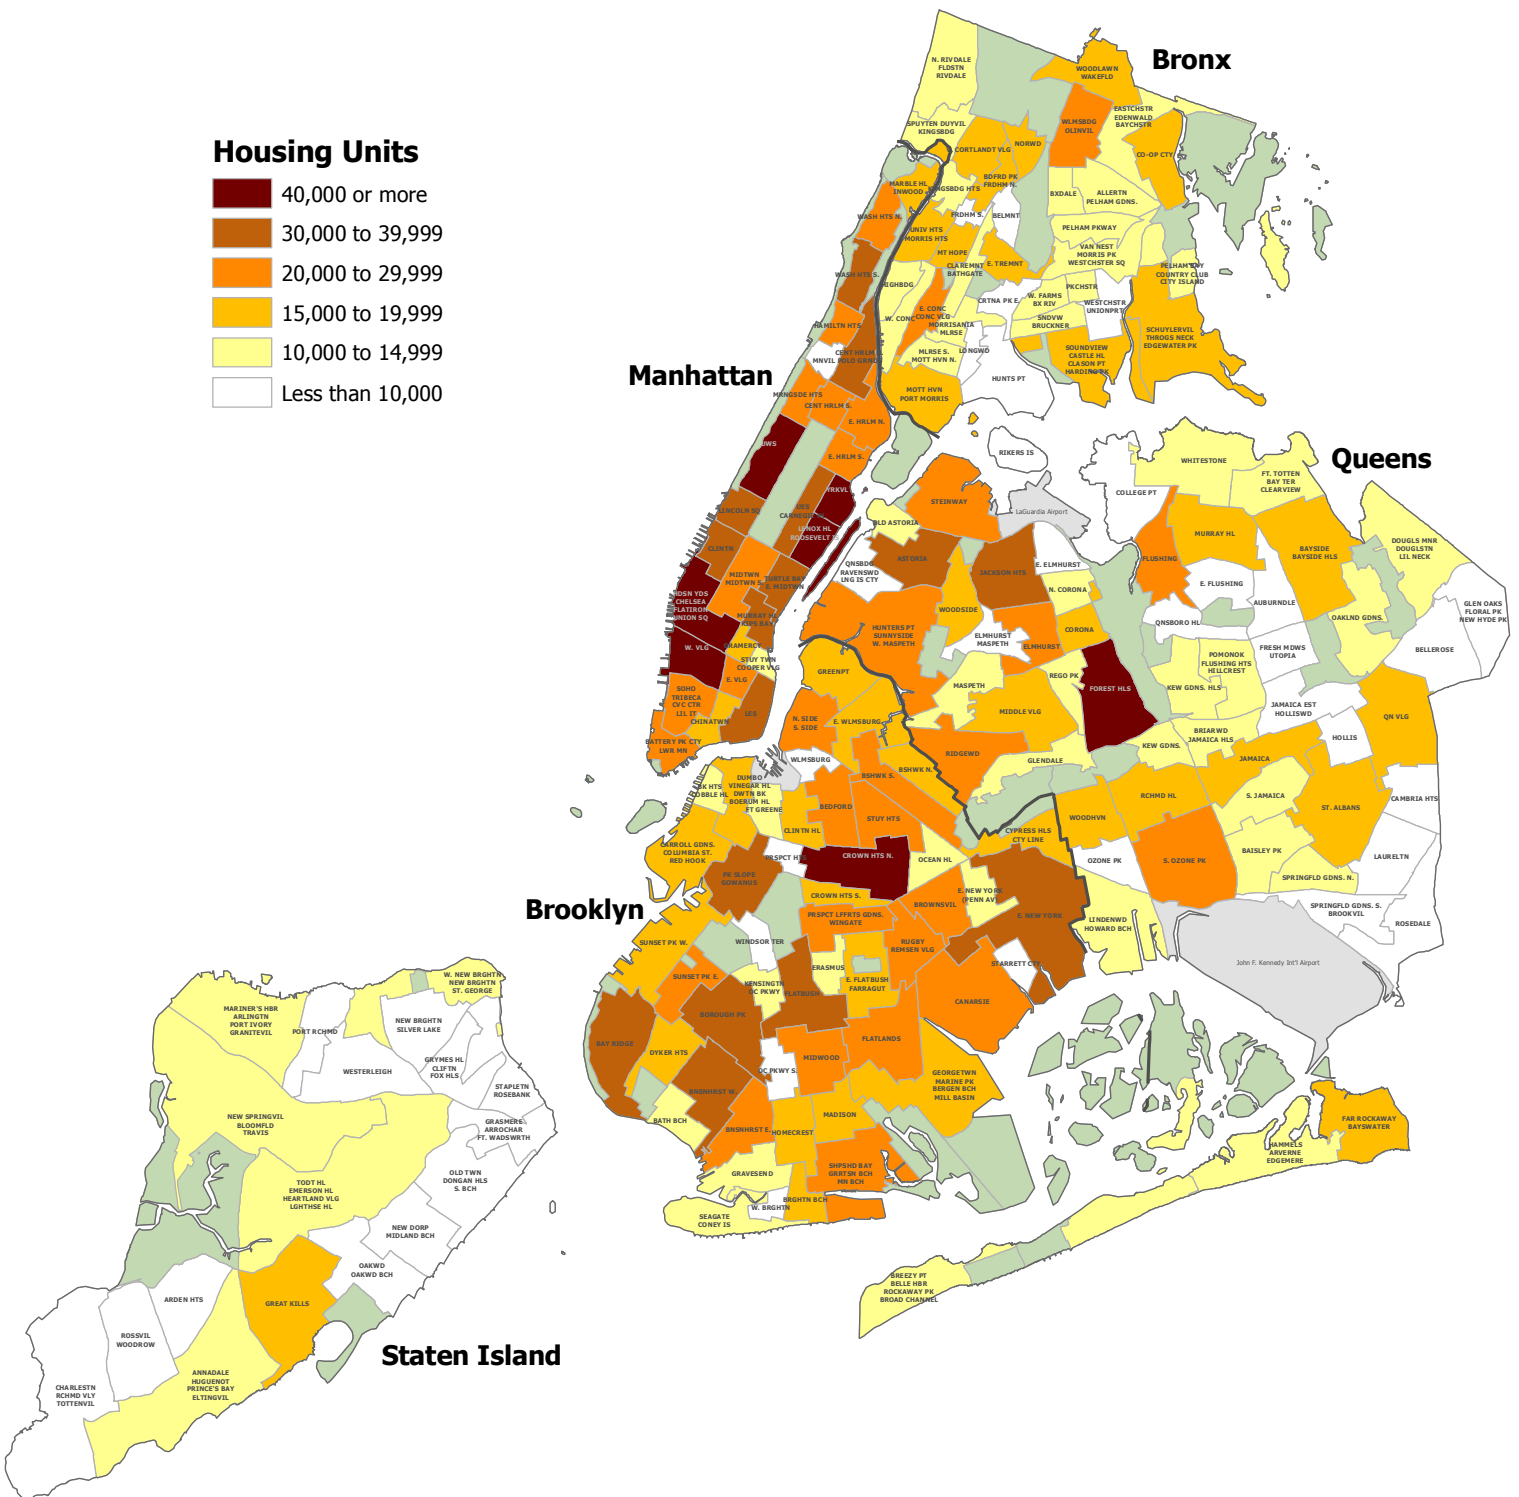 Bronx
Housing Units
40,000 or more
30,000 to 39,999
20,000 to 29,999
15,000 to 19,999
10,000 to 14,999
Less than 10,000
N. RIVDALE
FLDSTN
RIVDALE
SPUYTEN DUYVIL
KINGSBDG
WOODLAWN
WAKEFLD
WLMSBDG
OLINVIL
EASTCHSTR
EDENWALD
BAYCHSTR
CO-OP CTY
CORTLANDT VLG
NORWD
BDFRD PK
FRDHM N.
BXDALE
ALLERTN
PELHAM GDNS.
FRDHM S.
BELMNT
PELHAM PKWAY
UNIV HTS
MORRIS HTS
MT HOPE
VAN NEST
MORRIS PK
WESTCHSTER SQ
CLAREMNT
BATHGATE
E. TREMNT
PELHAM BAY
COUNTRY CLUB
CITY ISLAND
HIGHBDG
CRTNA PK E.
W. FARMS
BX RIV
PKCHSTR
WESTCHSTR
UNIONPRT
W. CONC
E. CONC
CONC VLG
MORRISANIA
MLRSE
SNDVW
BRUCKNER
SCHUYLERVIL
THROGS NECK
EDGEWATER PK
MLRSE S.
MOTT HVN N.
LONGWD
SOUNDVIEW
CASTLE HL
CLASON PT
HARDING PK
HUNTS PT
MOTT HVN
PORT MORRIS
RIKERS IS
Manhattan
MARBLE HL
INWOOD
WASH HTS N.
WASH HTS S.
HAMILTN HTS
MNVIL
MRNGSDE HTS
CENT HRLM S.
E. HRLM N.
E. HRLM S.
UWS
YRKVL
UES
LENOX HL
LINCOLN SQ
CLINTN
MIDTWN
MIDTWN S.
TURTLE BAY
E. MIDTWN
HDSN YDS
CHELSEA
FLATIRON
UNION SQ
MURRAY HL
KIPS BAY
GRAMERCY
W. VLG
STUY TWN
COOPER VLG
E. VLG
SOHO
TRIBECA
CVC CTR
LIL IT
CHINATWN
LES
BATTERY PK CTY
LWR MN
Queens
WHITESTONE
FT. TOTTEN
BAY TER
CLEARVIEW
COLLEGE PT
STEINWAY
LaGuardia Airport
OLD ASTORIA
ASTORIA
QNSBDG
RAVENSWD
LNG IS CTY
JACKSON HTS
E. ELMHURST
N. CORONA
FLUSHING
MURRAY HL
BAYSIDE
BAYSIDE HLS
DOUGLS MNR
DOUGLSTN
LIL NECK
E. FLUSHING
AUBURNDLE
GLEN OAKS
FLORAL PK
NEW HYDE PK
OAKLND GDNS.
QNSBORO HL
WOODSIDE
HUNTERS PT
SUNNYSIDE
W. MASPETH
ELMHURST
MASPETH
ELMHURST
CORONA
FRESH MDWS
UTOPIA
BELLEROSE
POMONOK
FLUSHING HTS
HILLCREST
REGO PK
FOREST HLS
KEW GDNS. HLS
MASPETH
MIDDLE VLG
JAMAICA EST
HOLLISWD
QN VLG
BRIARWD
JAMAICA HLS
HOLLIS
KEW GDNS.
JAMAICA
RIDGEWD
GLENDALE
RCHMD HL
S. JAMAICA
ST. ALBANS
CAMBRIA HTS
WOODHVN
OZONE PK
S. OZONE PK
BAISLEY PK
LAURELTN
SPRINGFLD GDNS. N.
LINDENWD
HOWARD BCH
SPRINGFLD GDNS. S.
BROOKVIL
ROSEDALE
John F. Kennedy Int'l Airport
FAR ROCKAWAY
BAYSWATER
HAMMELS
ARVERNE
EDGEMERE
BREEZY PT
BELLE HBR
ROCKAWAY PK
BROAD CHANNEL
Brooklyn
GREENPT
N. SIDE
S. SIDE
E. WLMSBURG
WLMSBURG
BSHWK S.
BSHWK N.
BK HTS
DUMBO
VINEGAR HL
DWTN BK
BOERUM HL
FT GREENE
CLINTN HL
BEDFORD
STUY HTS
CARROLL GDNS.
COLUMBIA ST.
RED HOOK
PK SLOPE
GOWANUS
CROWN HTS N.
CROWN HTS S.
OCEAN HL
CYPRESS HLS
CTY LINE
E. NEW YORK
(PENN AV)
E. NEW YORK
BROWNSVIL
PRSPCT LFFRTS GDNS.
WINGATE
RUGBY
REMSEN VLG
STARRETT CTY
SUNSET PK W.
WINDSOR TER
SUNSET PK E.
KENSINGTN
ERASMUS
E. FLATBUSH
FARRAGUT
FLATBUSH
CANARSIE
BOROUGH PK
BAY RIDGE
DYKER HTS
OC PKWY S.
MIDWOOD
FLATLANDS
BNSNHRST W.
BATH BCH
BNSNHRST E.
HOMECREST
MADISON
GEORGETWN
MARINE PK
BERGEN BCH
MILL BASIN
GRAVESEND
SHPSHD BAY
GRRTSN BCH
MN BCH
SEAGATE
CONEY IS
W. BRGHTN
BRGHTN BCH
Staten Island
W. NEW BRGHTN
NEW BRGHTN
ST. GEORGE
MARINER'S HBR
ARLINGTN
PORT IVORY
GRANITEVIL
PORT RCHMD
NEW BRGHTN
SILVER LAKE
WESTERLEIGH
GRYMES HL
CLIFTN
FOX HLS
STAPLETN
ROSEBANK
NEW SPRINGVIL
BLOOMFLD
TRAVIS
GRASMERE
ARROCHAR
FT. WADSWRTH
TODT HL
EMERSON HL
HEARTLAND VLG
LGHTHSE HL
OLD TWN
DONGAN HLS
S. BCH
NEW DORP
MIDLAND BCH
OAKWD
OAKWD BCH
ARDEN HTS
GREAT KILLS
ROSSVIL
WOODROW
ANNADALE
HUGUENOT
PRINCE'S BAY
ELTINGVIL
CHARLESTN
RCHMD VLY
TOTTENVIL